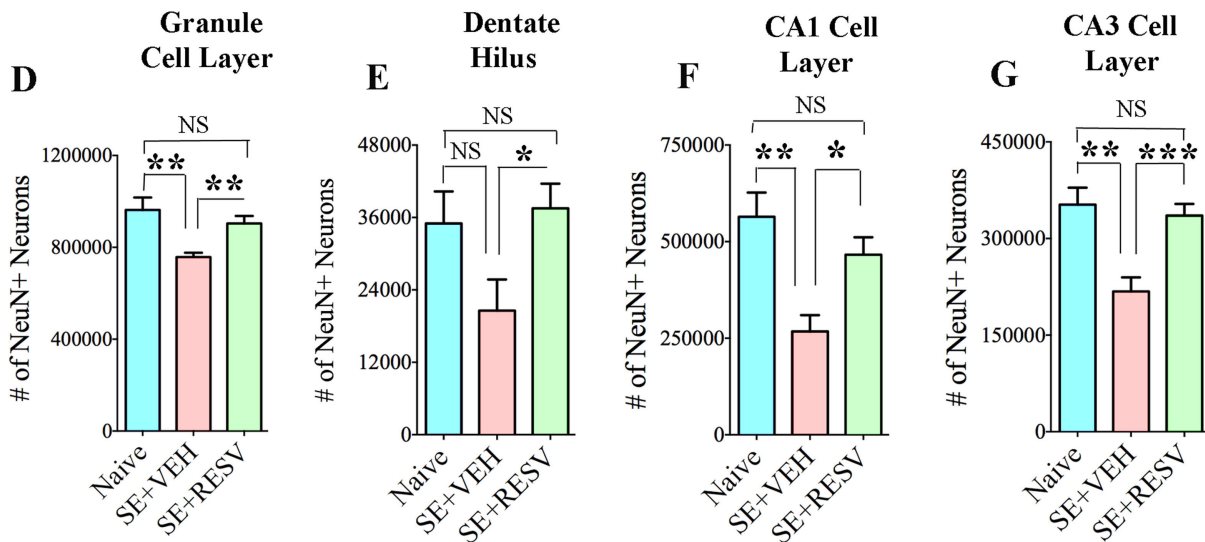 D
Granule
Cell Layer
# of NeuN+ Neurons
1200000
800000
400000
0
NS
**
**
Naive
SE+VEH
SE+RESV
E
Dentate
Hilus
# of NeuN+ Neurons
48000
36000
24000
12000
0
NS
NS
*
Naive
SE+VEH
SE+RESV
F
CA1 Cell
Layer
# of NeuN+ Neurons
750000
500000
250000
0
NS
**
*
Naive
SE+VEH
SE+RESV
G
CA3 Cell
Layer
# of NeuN+ Neurons
450000
300000
150000
0
NS
**
***
Naive
SE+VEH
SE+RESV